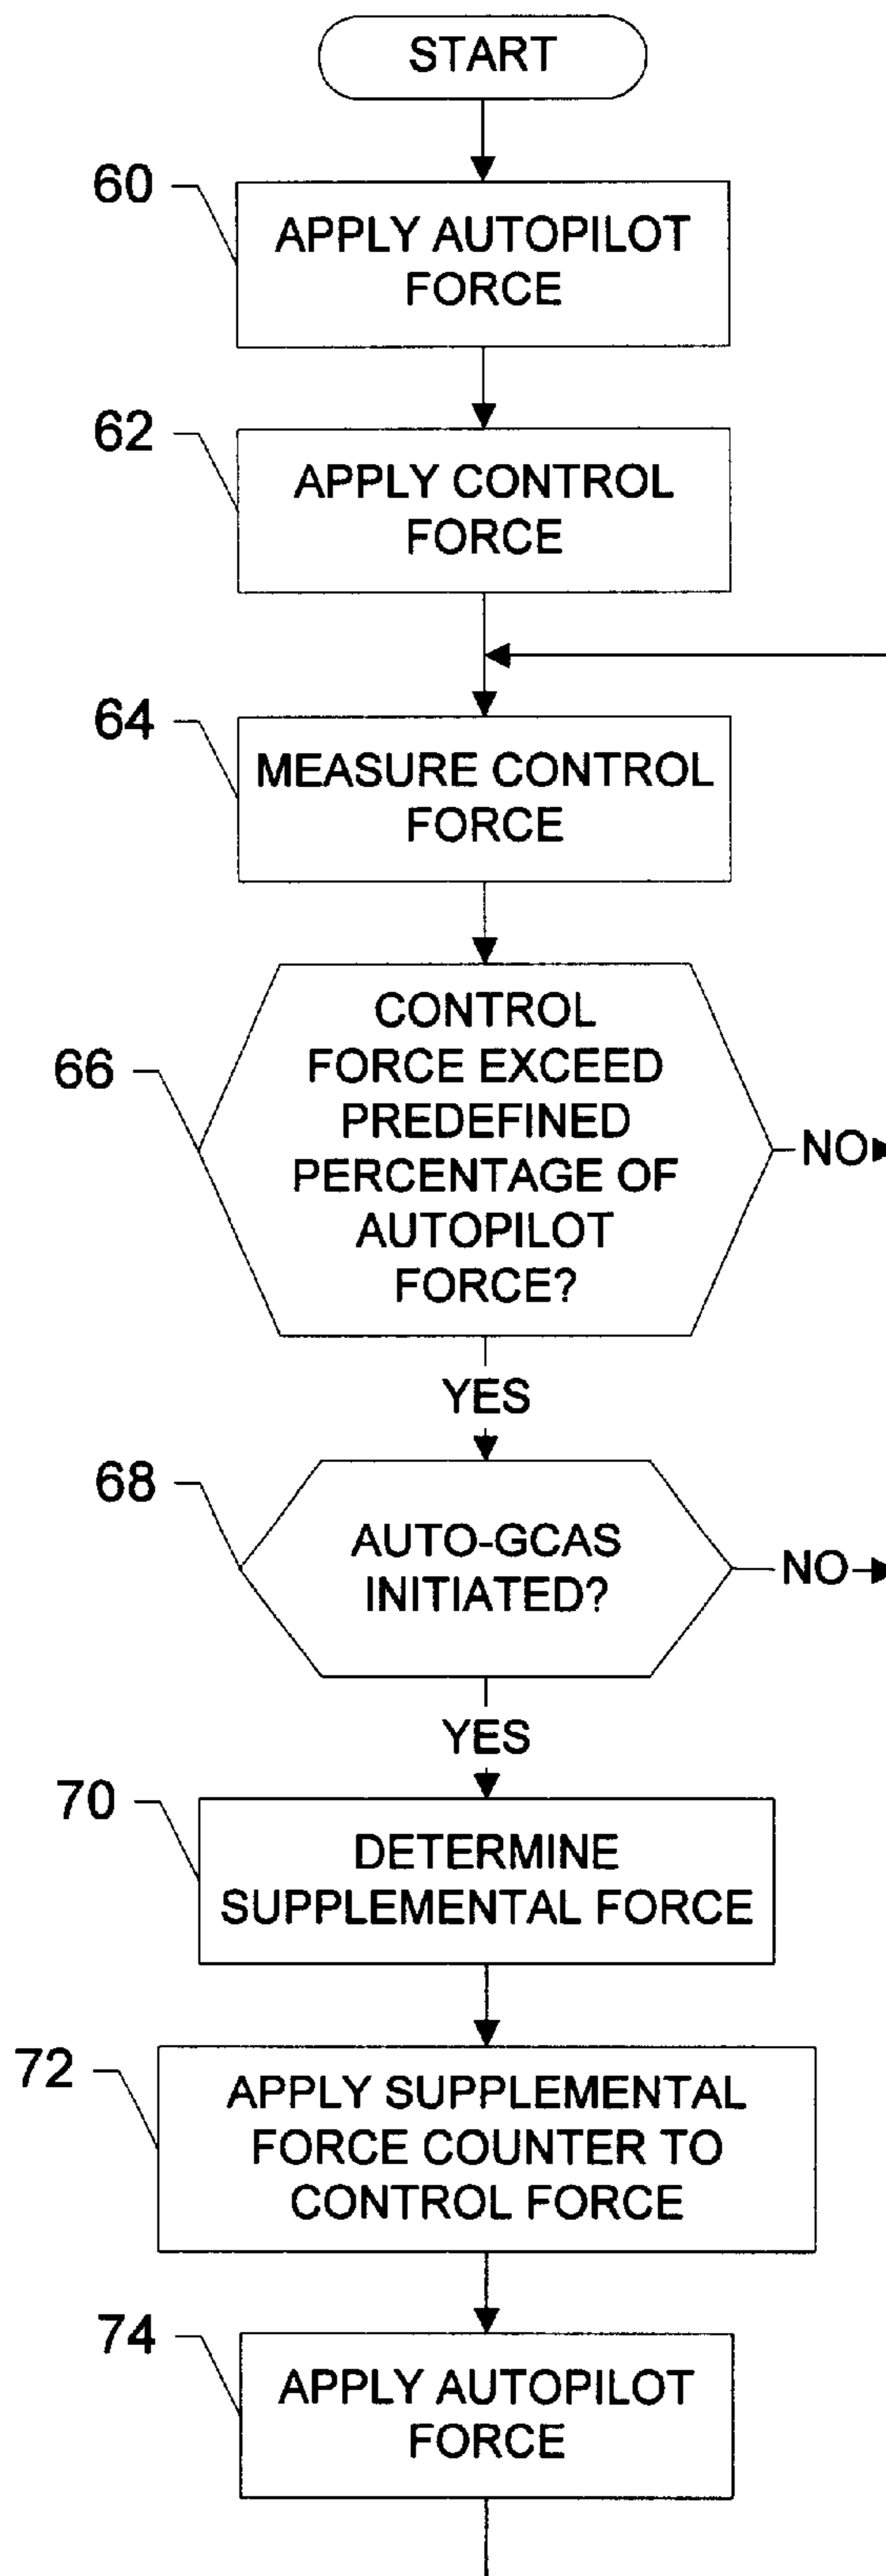 START
60
APPLY AUTOPILOT
FORCE
62
APPLY CONTROL
FORCE
64
MEASURE CONTROL
FORCE
66
CONTROL
FORCE EXCEED
PREDEFINED
PERCENTAGE OF
AUTOPILOT
FORCE?
NO
YES
68
AUTO-GCAS
INITIATED?
NO
YES
70
DETERMINE
SUPPLEMENTAL FORCE
72
APPLY SUPPLEMENTAL
FORCE COUNTER TO
CONTROL FORCE
74
APPLY AUTOPILOT
FORCE